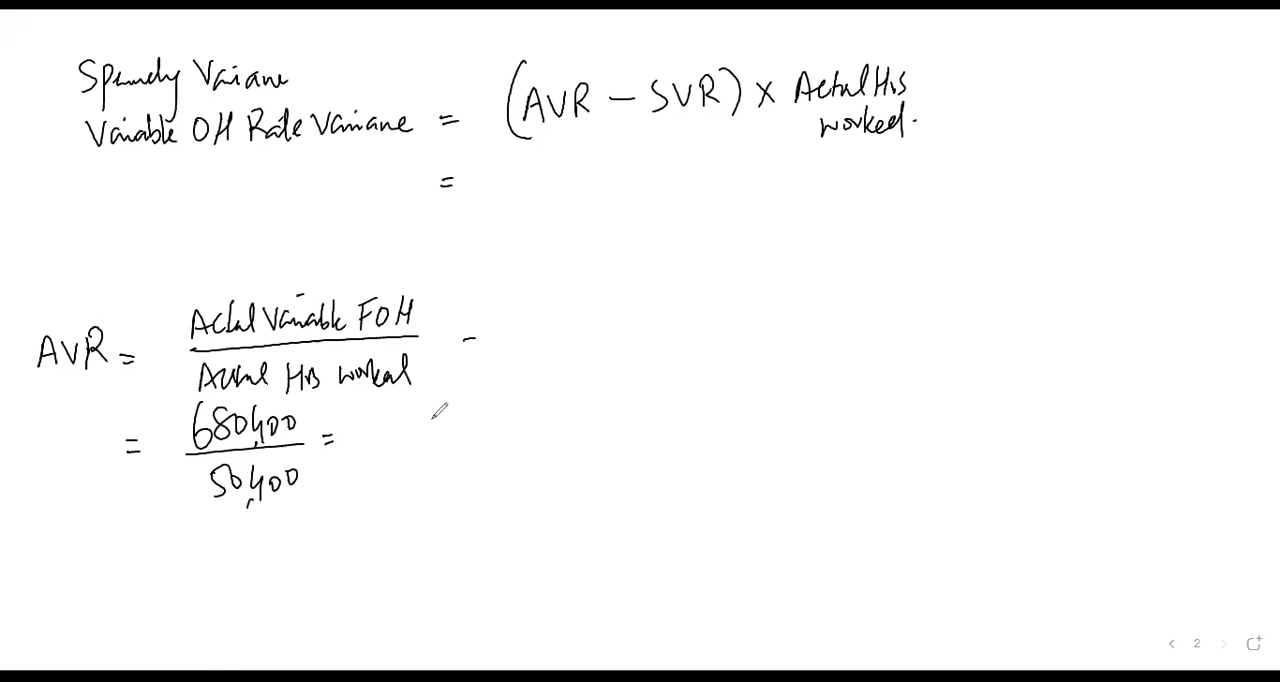 Spending Variance
Variable OH Rate Variance = (AVR - SVR) × Actual Hrs worked.
=
AVR = Actual Variable FOH / Actual Hrs worked -
= 680,400 / 50,400 =
2